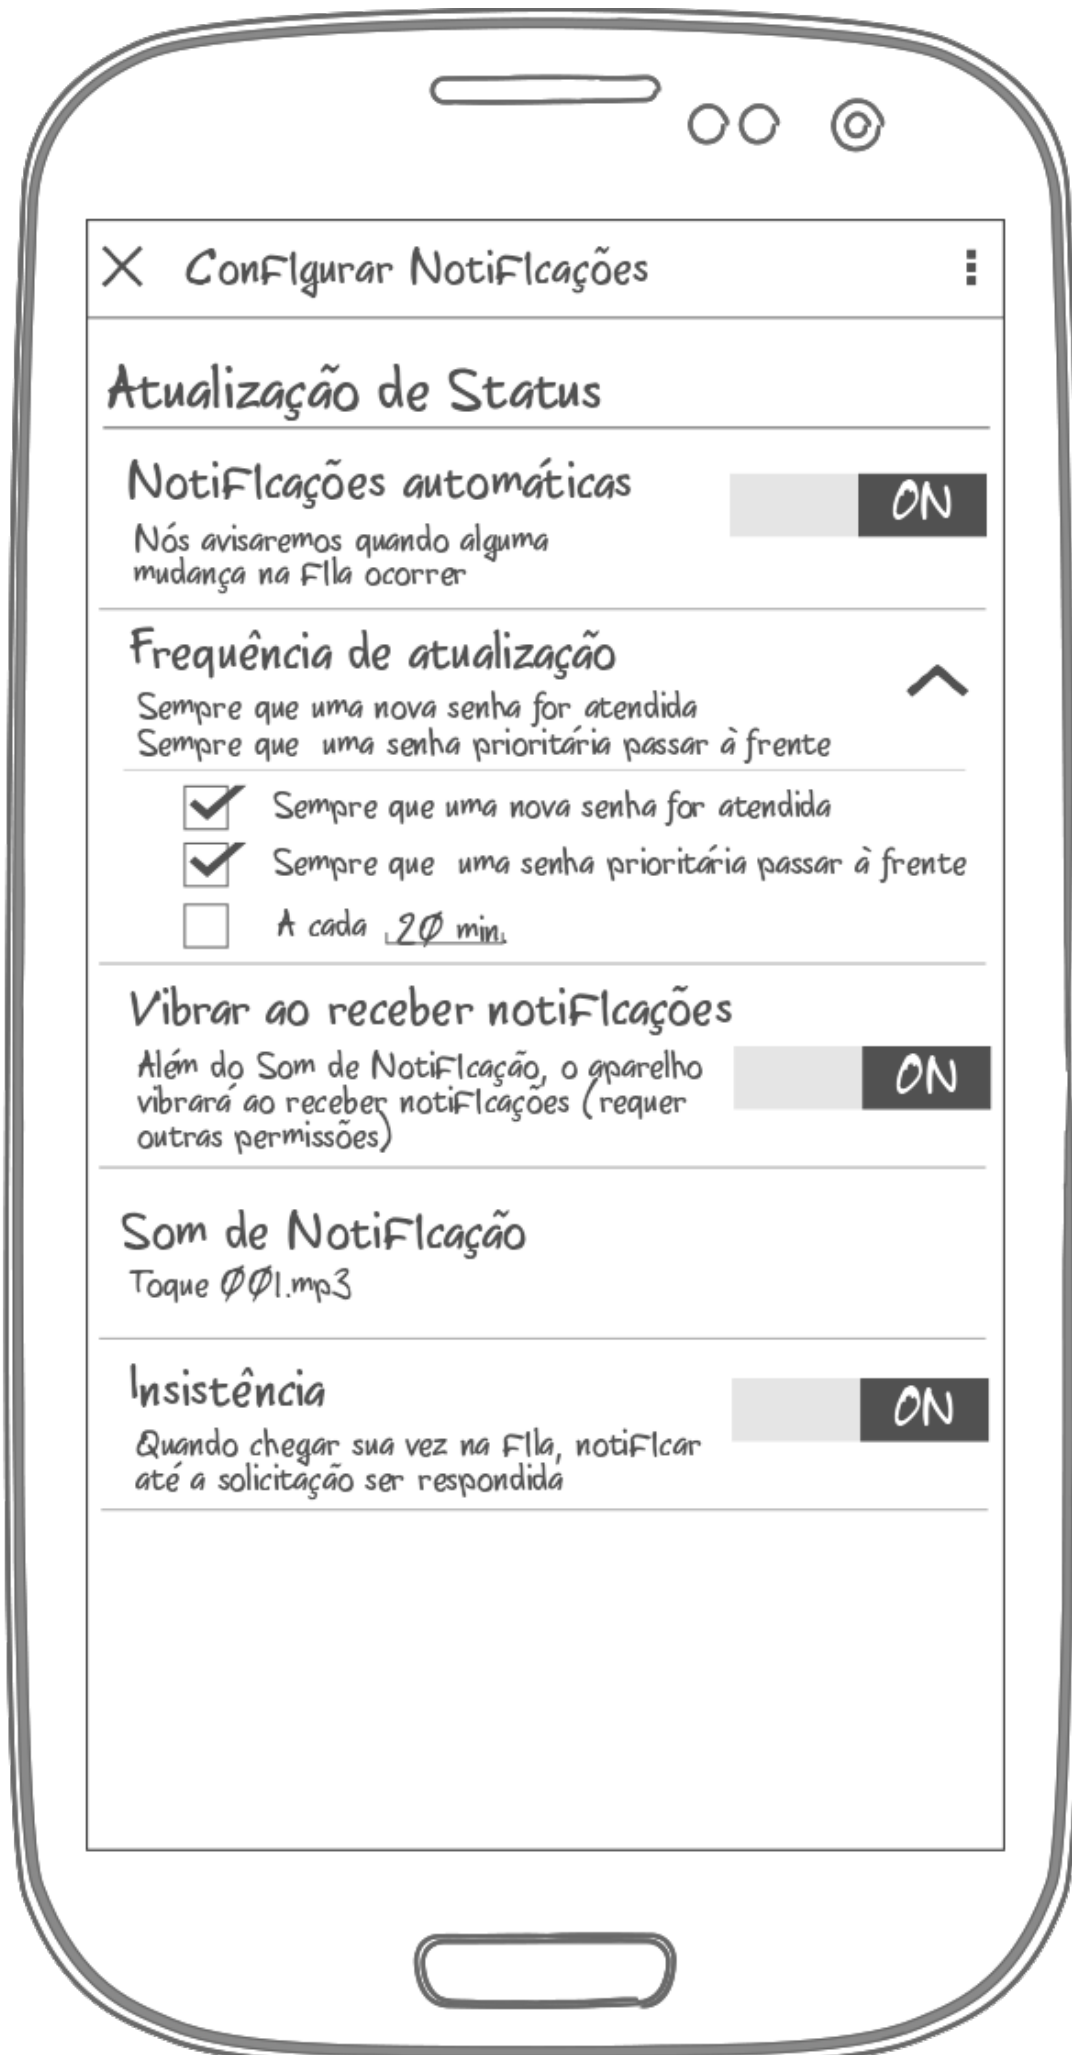 Configurar Notificações
Atualização de Status
Notificações automáticas
ON
Nós avisaremos quando alguma
mudança na fila ocorrer
Frequência de atualização
Sempre que uma nova senha for atendida
Sempre que uma senha prioritária passar à frente
Sempre que uma nova senha for atendida
Sempre que uma senha prioritária passar à frente
A cada 20 min.
Vibrar ao receber notificações
Além do Som de Notificação, o aparelho
vibrará ao receber notificações (requer
outras permissões)
ON
Som de Notificação
Toque 001.mp3
Insistência
ON
Quando chegar sua vez na fila, notificar
até a solicitação ser respondida